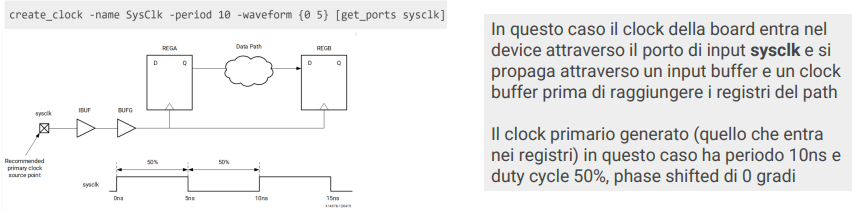 create_clock -name SysClk -period 10 -waveform {0 5} [get_ports sysclk]
REGA
Data Path
REGB
D
Q
D
Q
sysclk
IBUF
BUFG
Recommended
primary clock
source point
50%
50%
sysclk
0ns
5ns
10ns
15ns
In questo caso il clock della board entra nel
device attraverso il porto di input sysclk e si
propaga attraverso un input buffer e un clock
buffer prima di raggiungere i registri del path
Il clock primario generato (quello che entra
nei registri) in questo caso ha periodo 10ns e
duty cycle 50%, phase shifted di 0 gradi